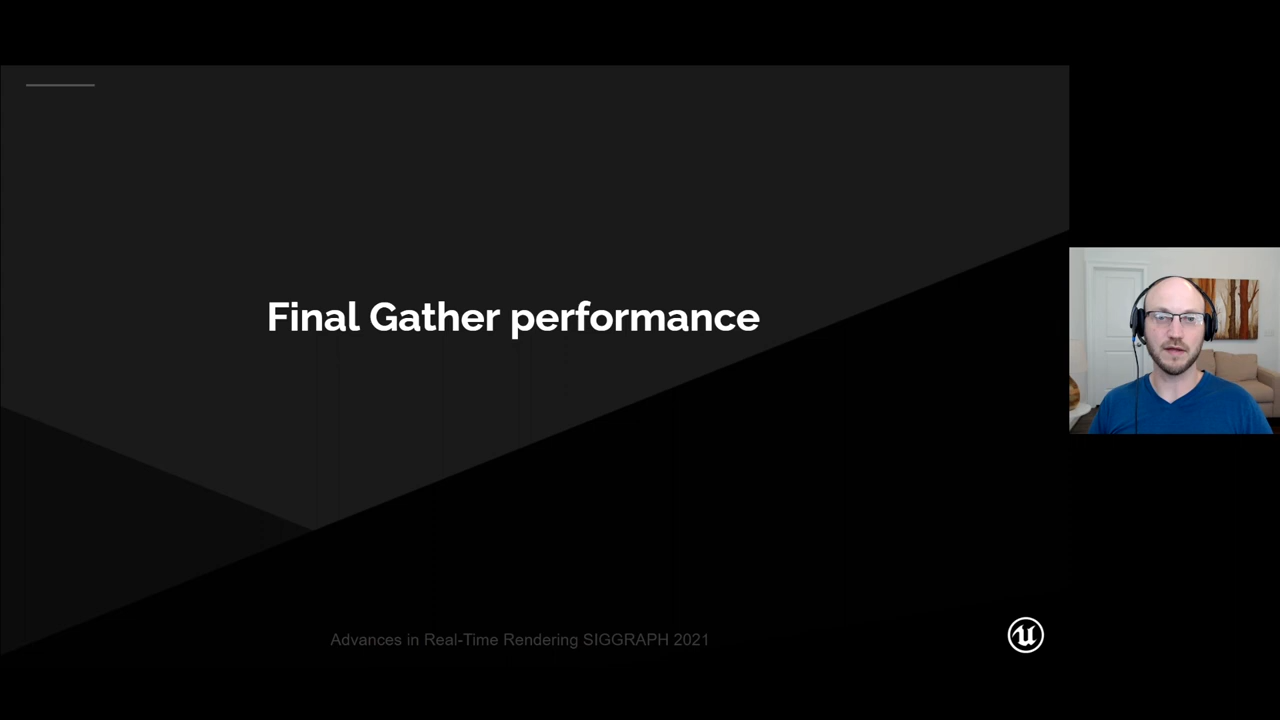 Final Gather performance
Advances in Real-Time Rendering SIGGRAPH 2021